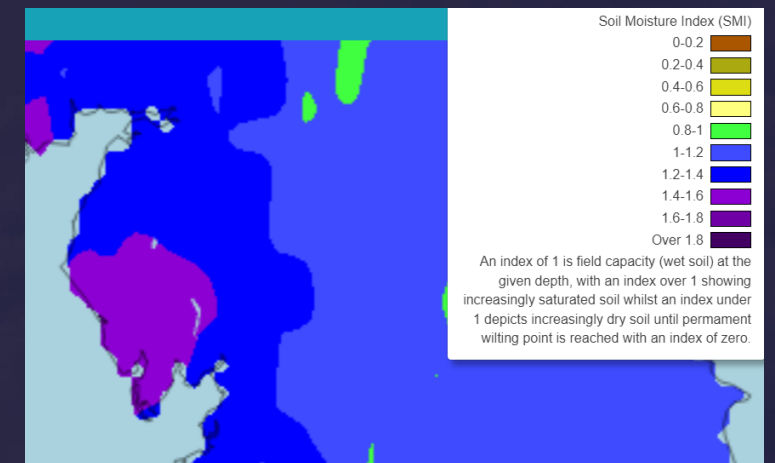 Soil Moisture Index (SMI)
0-0.2
0.2-0.4
0.4-0.6
0.6-0.8
0.8-1
1-1.2
1.2-1.4
1.4-1.6
1.6-1.8
Over 1.8
An index of 1 is field capacity (wet soil) at the
given depth, with an index over 1 showing
increasingly saturated soil whilst an index under
1 depicts increasingly dry soil until permament
wilting point is reached with an index of zero.